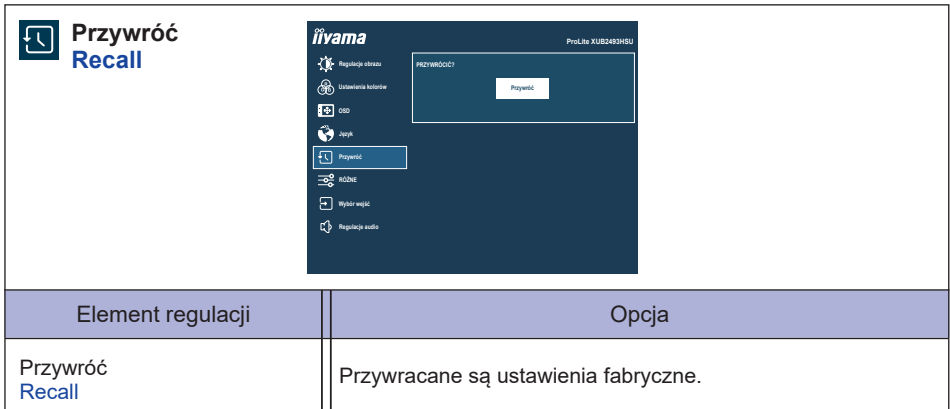 Przywróć
Recall
iiyama
ProLite XUB2493HSU
Regulacje obrazu
Ustawienia kolorów
OSD
Język
Przywróć
RÓŻNE
Wybór wejść
Regulacje audio
PRZYWRÓCIĆ?
Przywróć
Element regulacji
Opcja
Przywróć
Recall
Przywracane są ustawienia fabryczne.